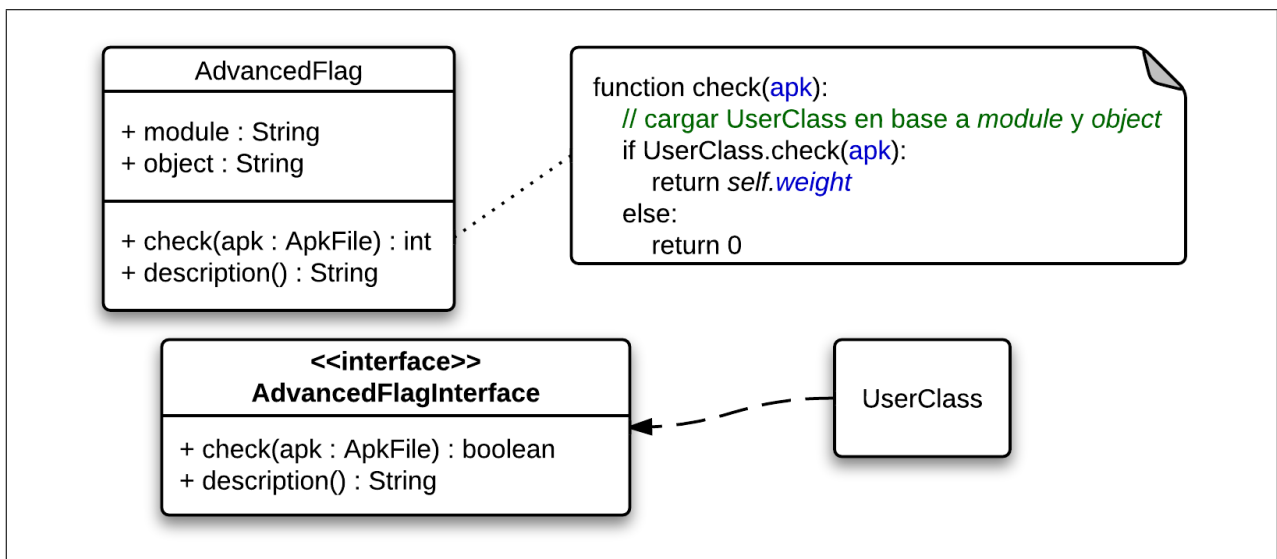 AdvancedFlag
+ module : String
+ object : String
+ check(apk : ApkFile) : int
+ description() : String
function check(apk):
// cargar UserClass en base a module y object
if UserClass.check(apk):
return self.weight
else:
return 0
<<interface>>
AdvancedFlagInterface
+ check(apk : ApkFile) : boolean
+ description() : String
UserClass